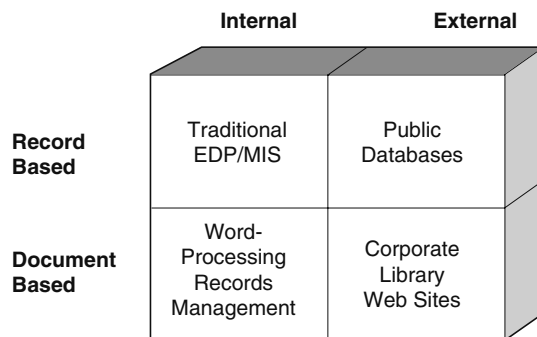 Internal External
Record
Based
Traditional
EDP/MIS
Public
Databases
Document
Based
Word-
Processing
Records
Management
Corporate
Library
Web Sites